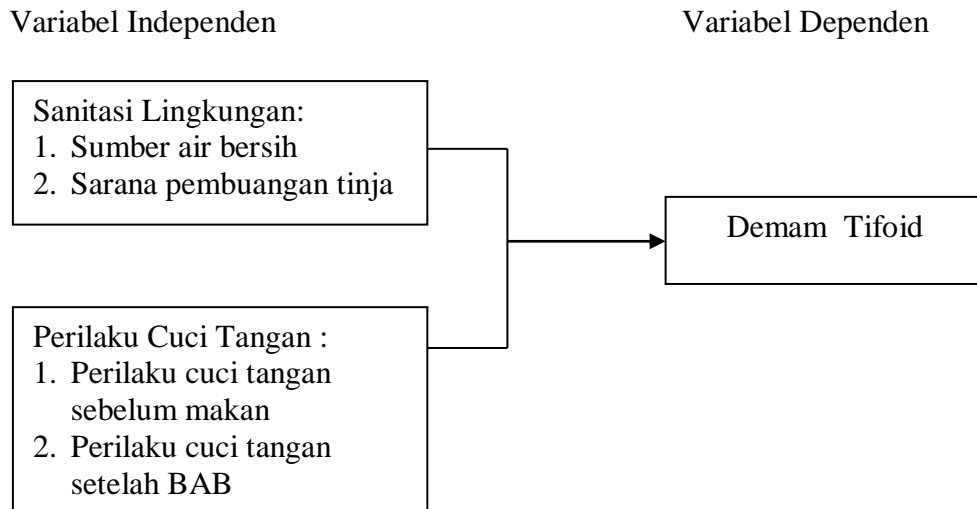 Variabel Independen
Variabel Dependen
Sanitasi Lingkungan:
1. Sumber air bersih
2. Sarana pembuangan tinja
Demam Tifoid
Perilaku Cuci Tangan :
1. Perilaku cuci tangan
sebelum makan
2. Perilaku cuci tangan
setelah BAB